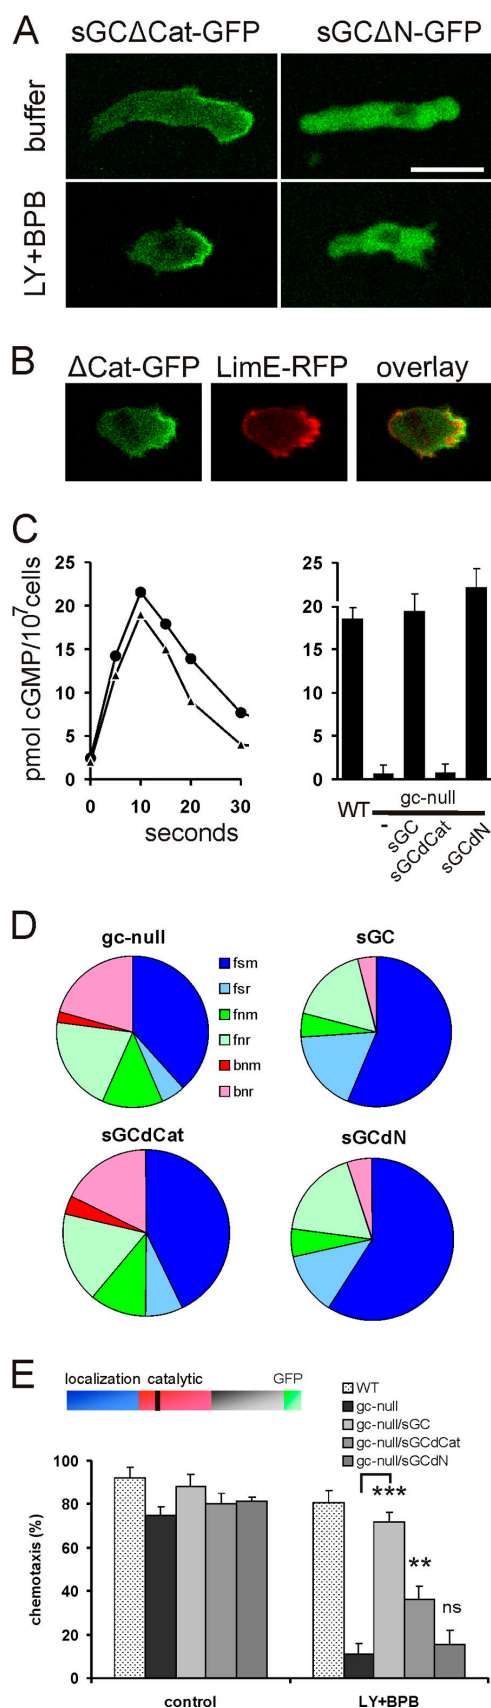 A
sGCΔCat-GFP sGCΔN-GFP
buffer
LY+BPB
B
ΔCat-GFP LimE-RFP overlay
C
pmol cGMP/10⁷cells
25
20
15
10
5
0
0 10 20 30
seconds
25
20
15
10
5
0
WT
gc-null
-
sGC
sGCdCat
sGCdN
D
gc-null
sGC
fsm
fsr
fnm
fnr
bnm
bnr
sGCdCat
sGCdN
E
localization catalytic GFP
WT
gc-null
gc-null/sGC
gc-null/sGCdCat
gc-null/sGCdN
chemotaxis (%)
100
80
60
40
20
0
***
**
ns
control LY+BPB